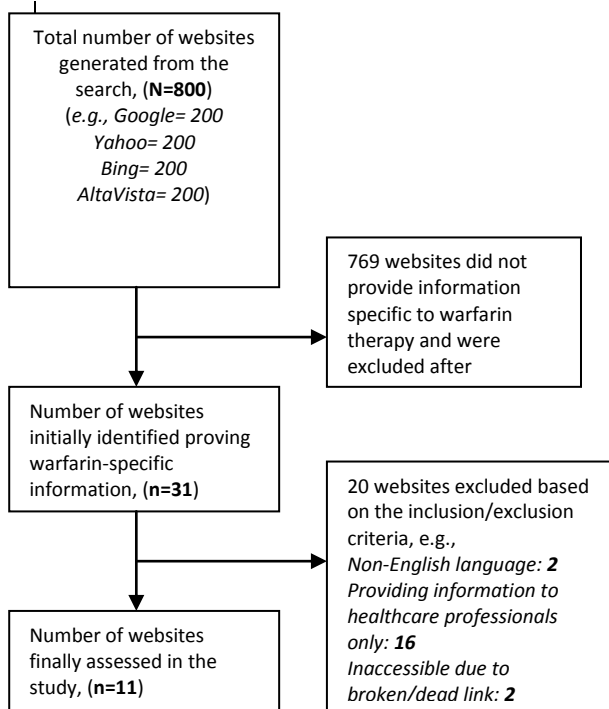 Total number of websites
generated from the
search, (N=800)
(e.g., Google= 200
Yahoo= 200
Bing= 200
AltaVista= 200)
769 websites did not
provide information
specific to warfarin
therapy and were
excluded after
Number of websites
initially identified proving
warfarin-specific
information, (n=31)
20 websites excluded based
on the inclusion/exclusion
criteria, e.g.,
Non-English language: 2
Providing information to
healthcare professionals
only: 16
Inaccessible due to
broken/dead link: 2
Number of websites
finally assessed in the
study, (n=11)